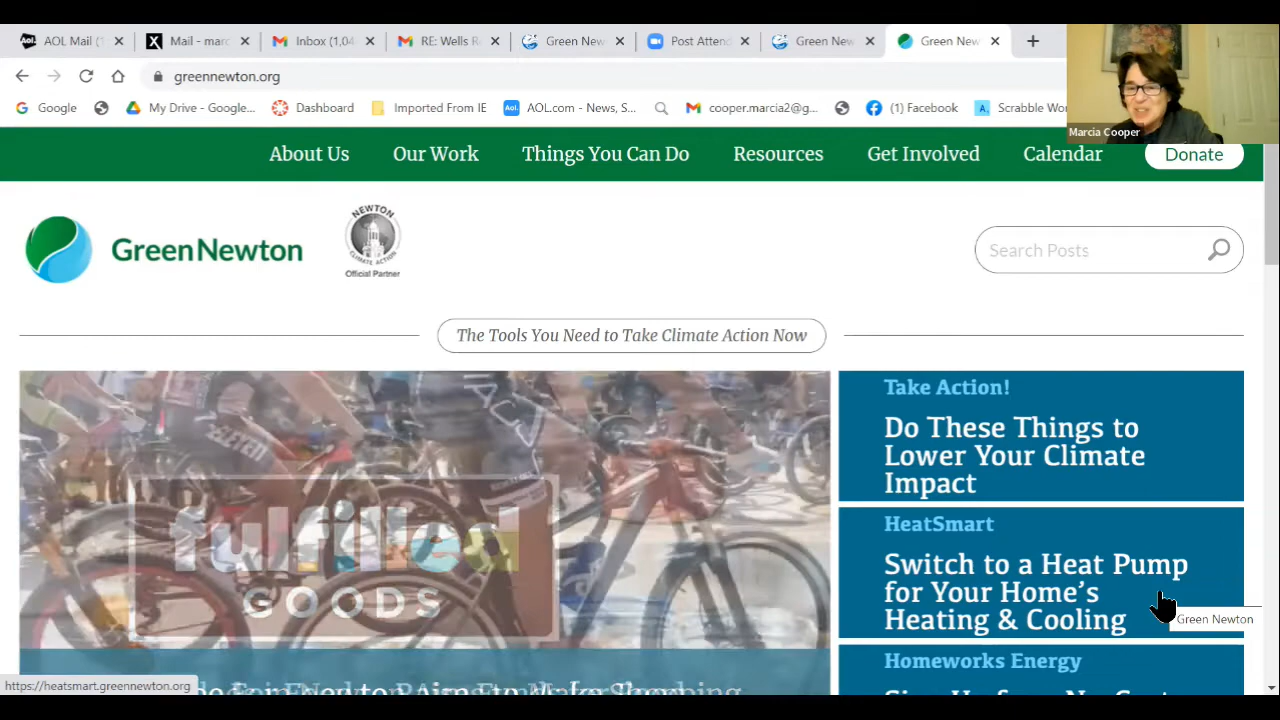 AOL Mail (
Mail - marc
Inbox (1,04
RE: Wells R
Green New
Post Attend
Green New
Green New
greennewton.org
Google
My Drive - Google...
Dashboard
Imported From IE
Aol.
AOL.com - News, S...
cooper.marcia2@g...
(1) Facebook
Scrabble Wo
Marcia Cooper
About Us
Our Work
Things You Can Do
Resources
Get Involved
Calendar
Donate
Green Newton
NEWTON
CLIMATE ACTION
Official Partner
Search Posts
The Tools You Need to Take Climate Action Now
fulfilled
GOODS
Take Action!
Do These Things to
Lower Your Climate
Impact
HeatSmart
Switch to a Heat Pump
for Your Home's
Heating & Cooling
Green Newton
Homeworks Energy
https://heatsmart.greennewton.org